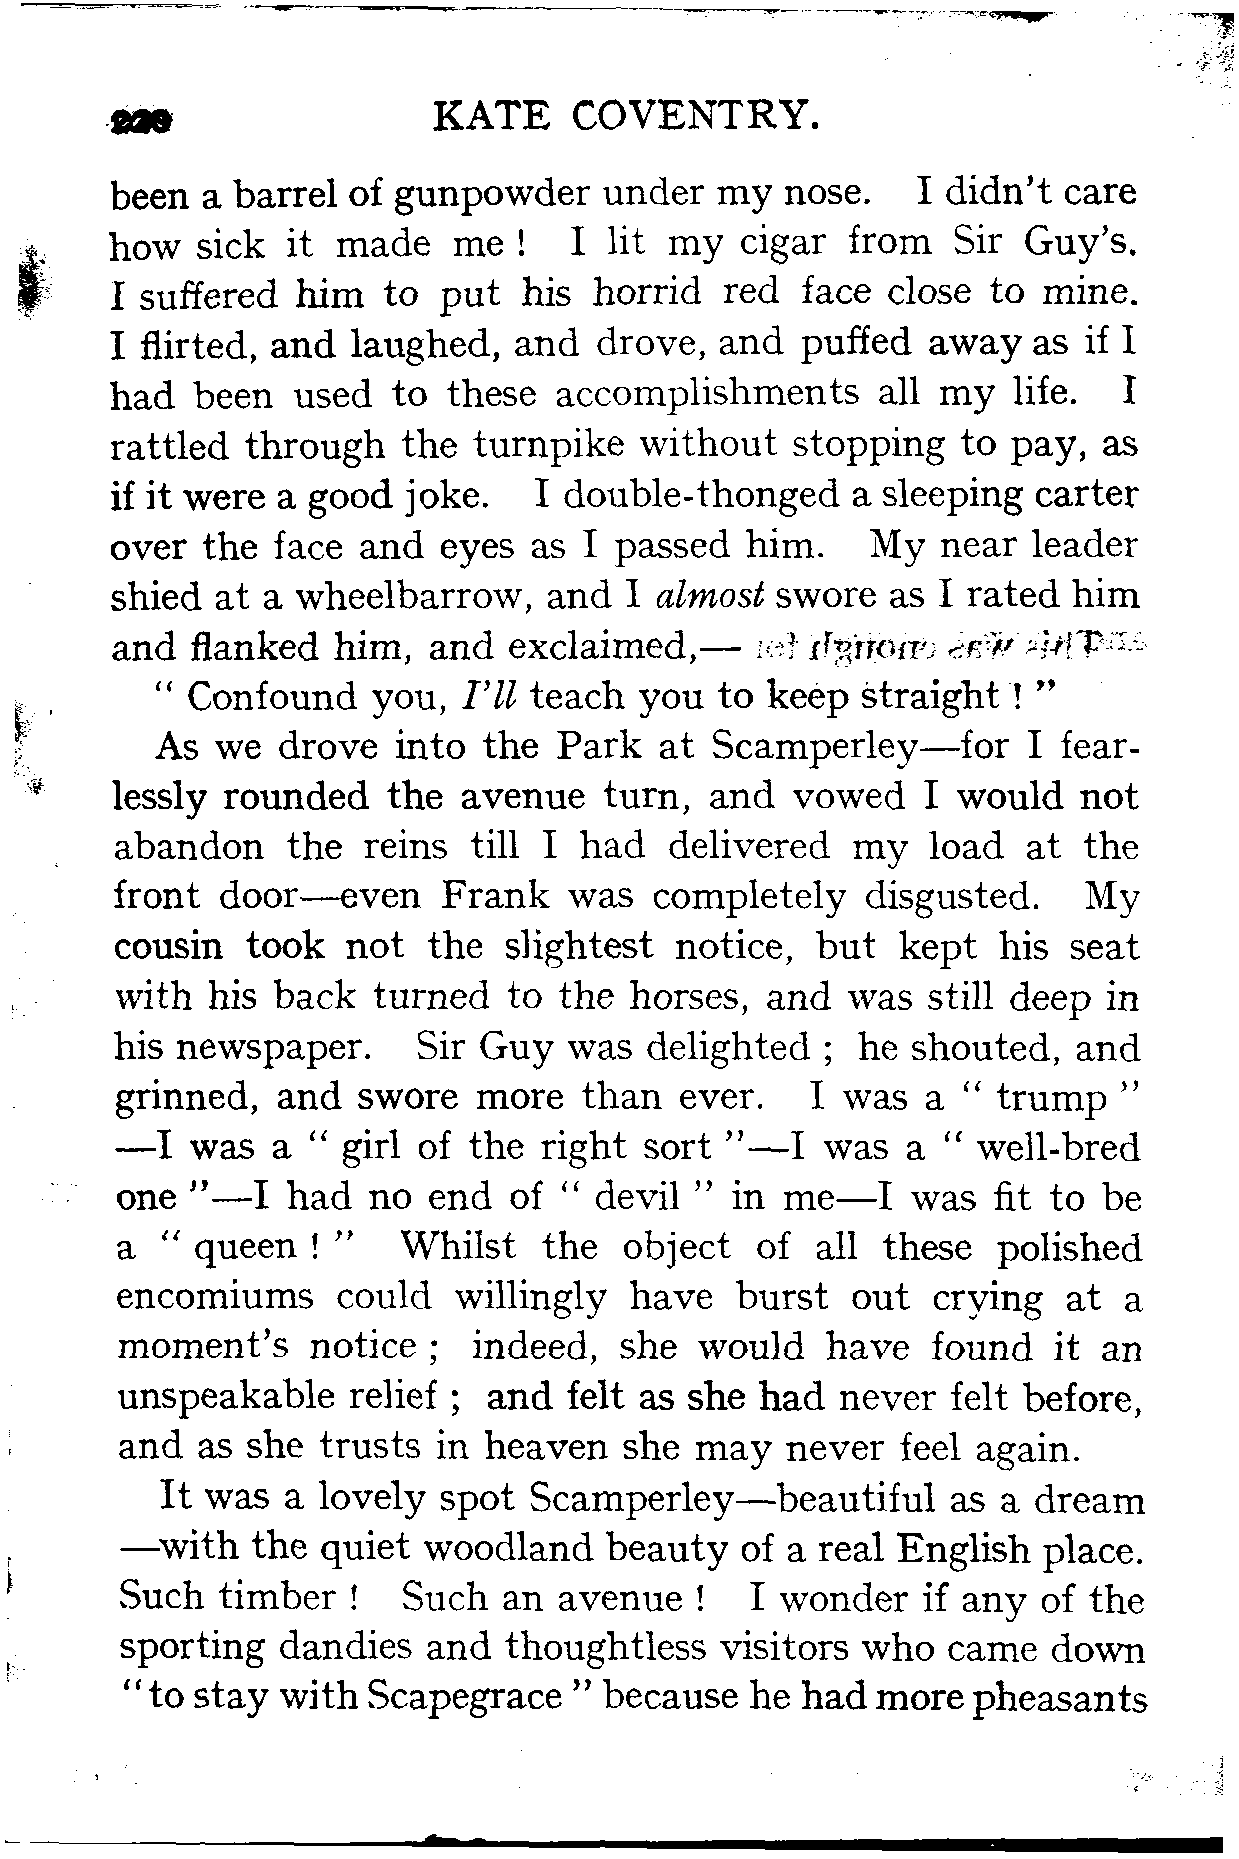 KATE COVENTRY.
been a barrel of gunpowder under my nose. I didn't care
how sick it made me ! I lit my cigar from Sir Guy's.
I suffered him to put his horrid red face close to mine.
I flirted, and laughed, and drove, and puffed away as if I
had been used to these accomplishments all my life. I
rattled through the turnpike without stopping to pay, as
if it were a good joke. I double-thonged a sleeping carter
over the face and eyes as I passed him. My near leader
shied at a wheelbarrow, and I almost swore as I rated him
and flanked him, and exclaimed,—
" Confound you, I'll teach you to keep straight ! "
As we drove into the Park at Scamperley—for I fear-
lessly rounded the avenue turn, and vowed I would not
abandon the reins till I had delivered my load at the
front door—even Frank was completely disgusted. My
cousin took not the slightest notice, but kept his seat
with his back turned to the horses, and was still deep in
his newspaper. Sir Guy was delighted ; he shouted, and
grinned, and swore more than ever. I was a " trump "
—I was a " girl of the right sort "—I was a " well-bred
one "—I had no end of " devil " in me—I was fit to be
a " queen ! " Whilst the object of all these polished
encomiums could willingly have burst out crying at a
moment's notice ; indeed, she would have found it an
unspeakable relief ; and felt as she had never felt before,
and as she trusts in heaven she may never feel again.
It was a lovely spot Scamperley—beautiful as a dream
—with the quiet woodland beauty of a real English place.
Such timber ! Such an avenue ! I wonder if any of the
sporting dandies and thoughtless visitors who came down
"to stay with Scapegrace " because he had more pheasants